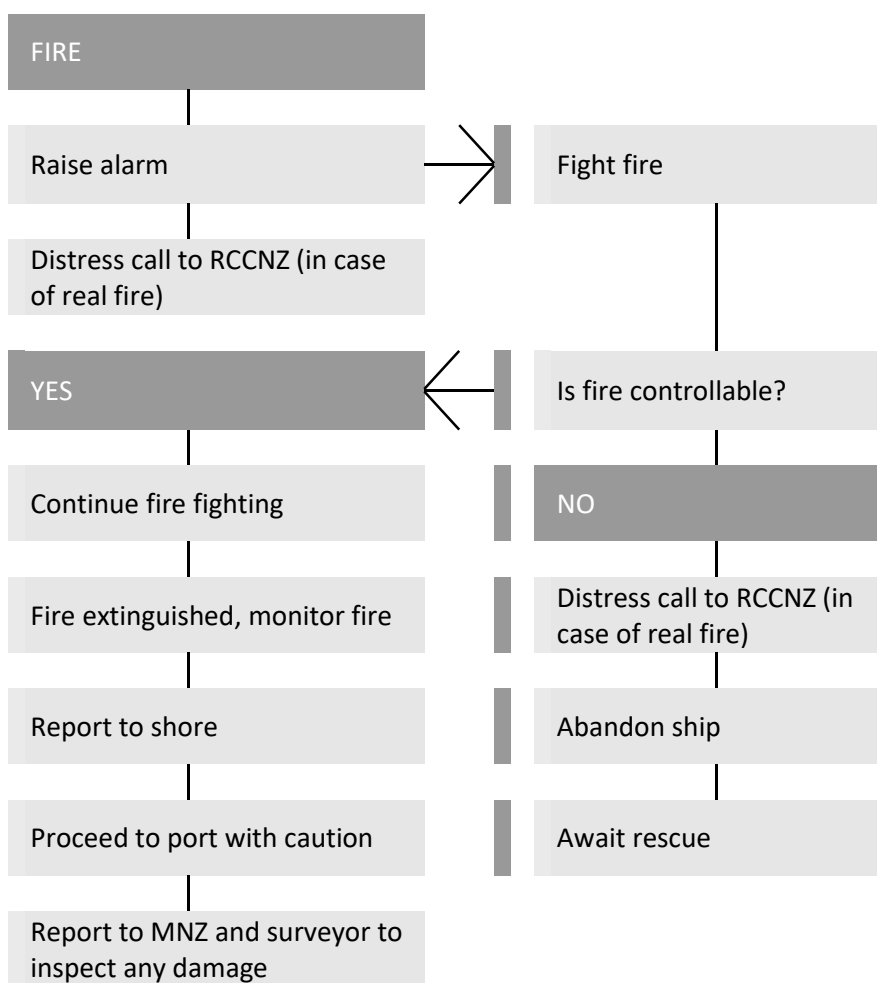 FIRE
Raise alarm
Fight fire
Distress call to RCCNZ (in case
of real fire)
YES
Is fire controllable?
Continue fire fighting
NO
Fire extinguished, monitor fire
Distress call to RCCNZ (in
case of real fire)
Report to shore
Abandon ship
Proceed to port with caution
Await rescue
Report to MNZ and surveyor to
inspect any damage